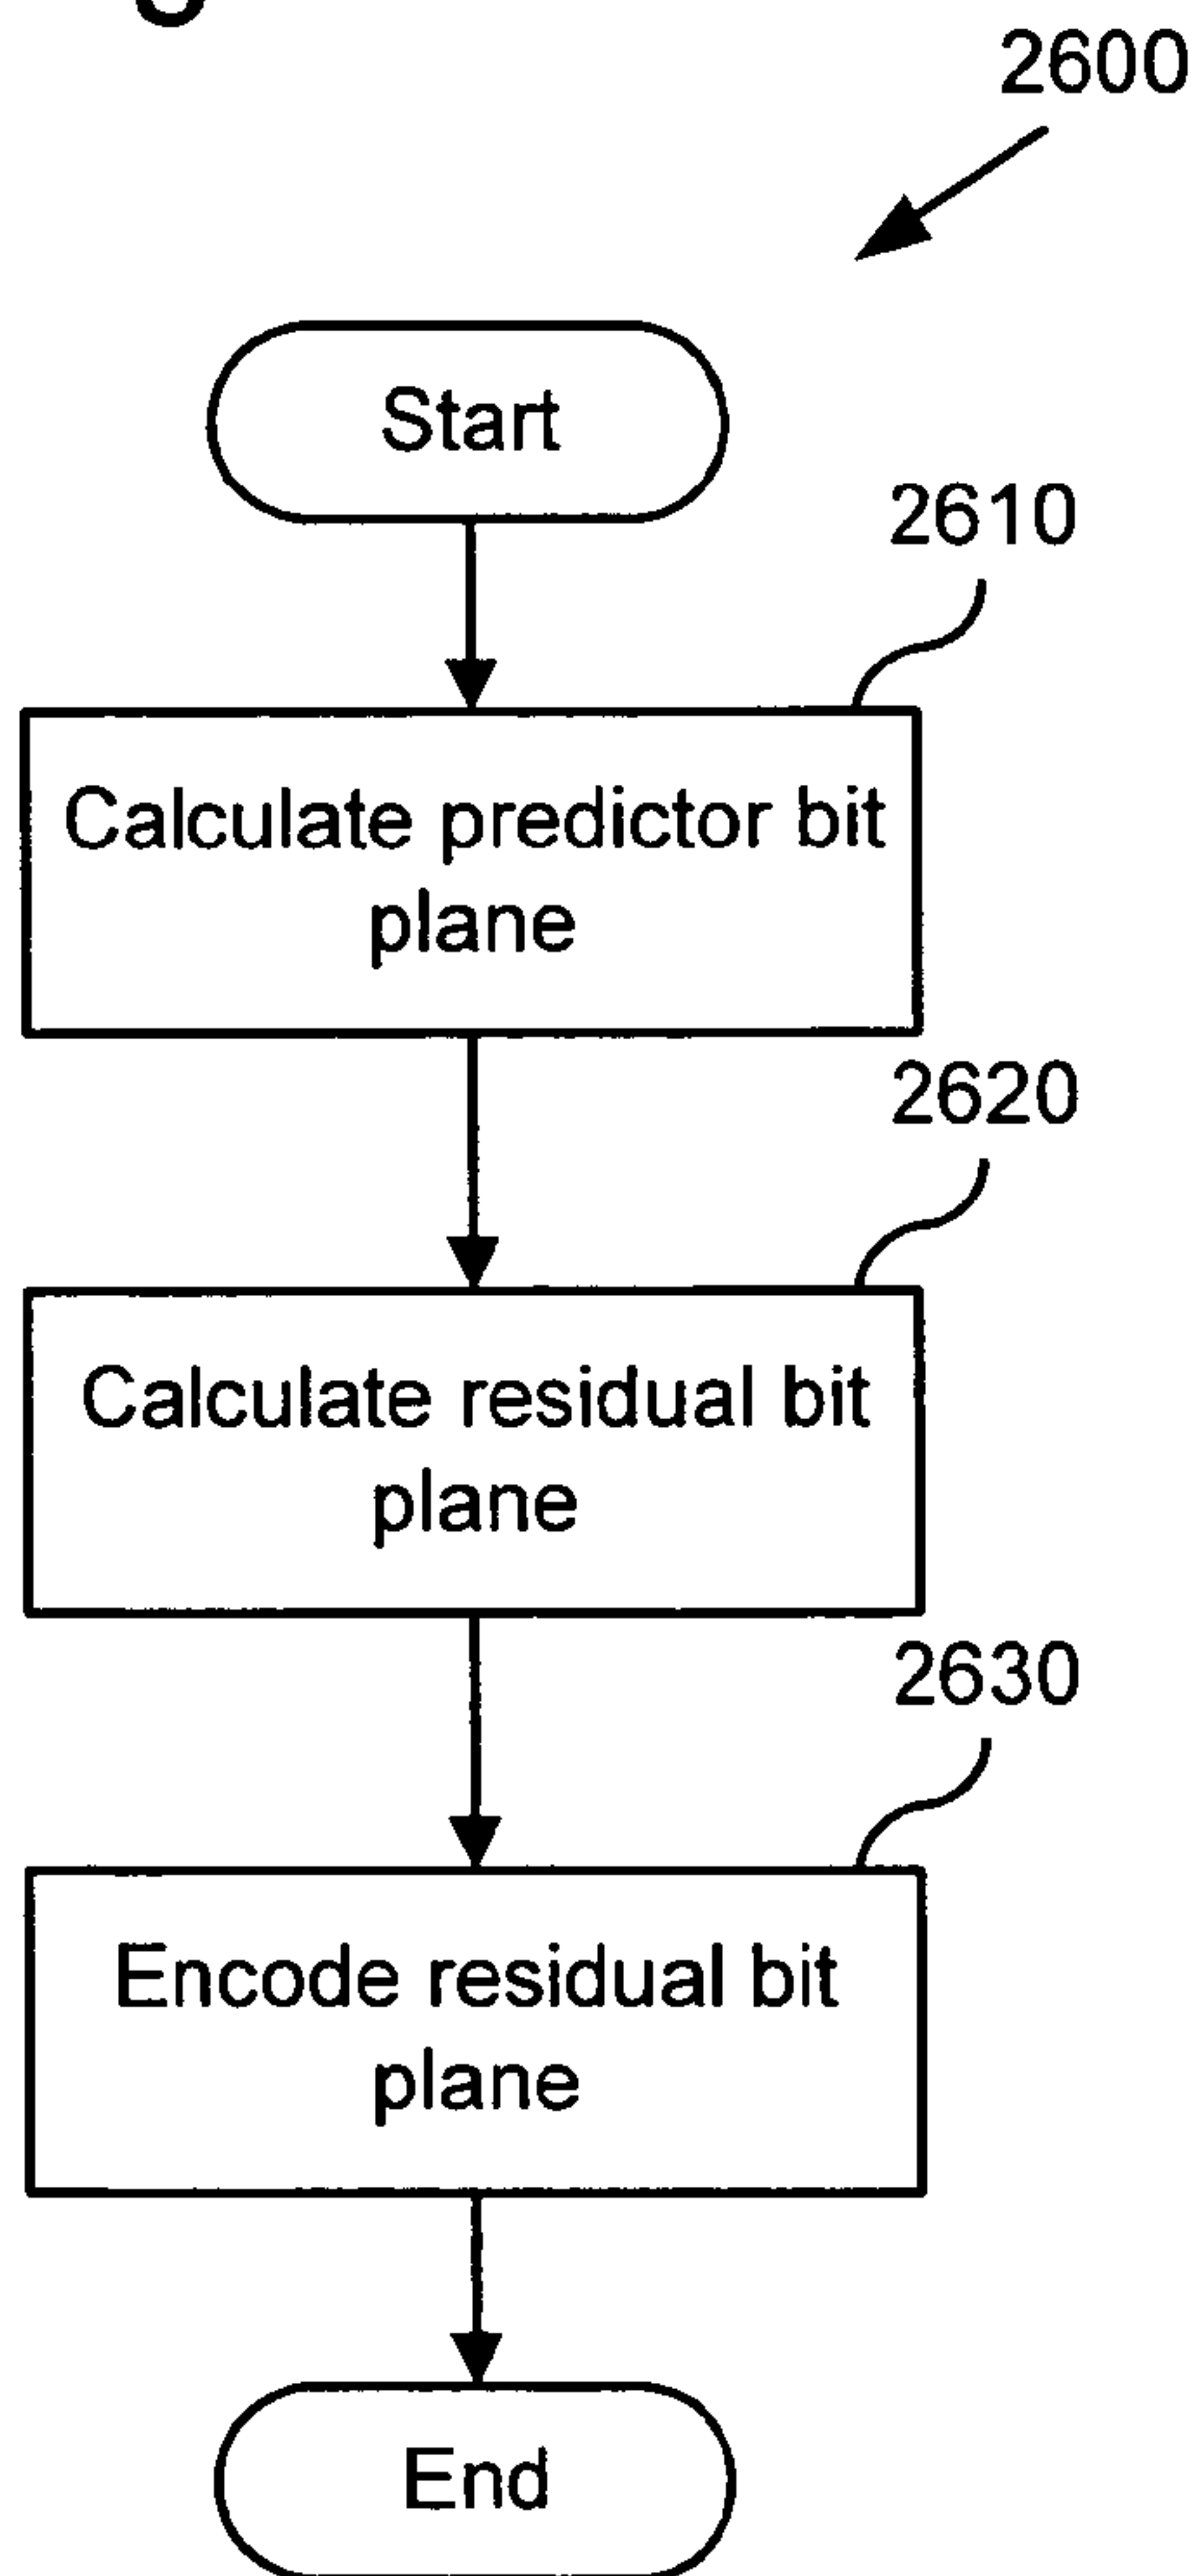 2600
Start
2610
Calculate predictor bit
plane
2620
Calculate residual bit
plane
2630
Encode residual bit
plane
End